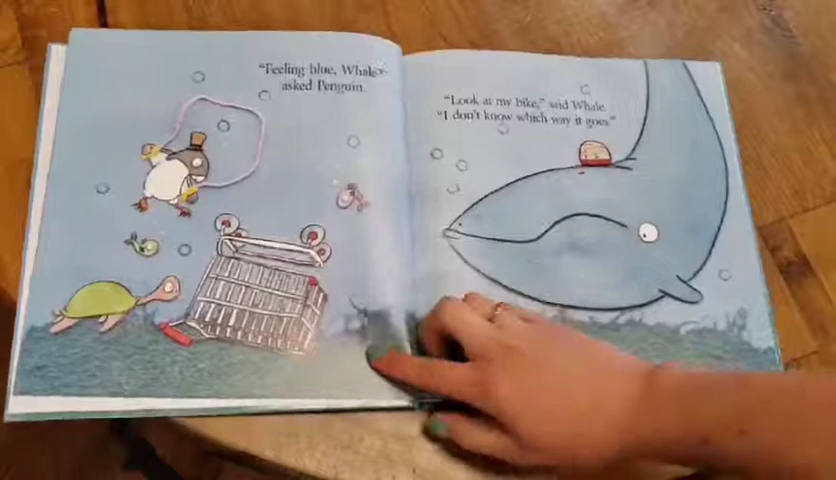 "Feeling blue, Whale?"
asked Penguin.
"Look at my bike," said Whale.
"I don't know which way it goes."